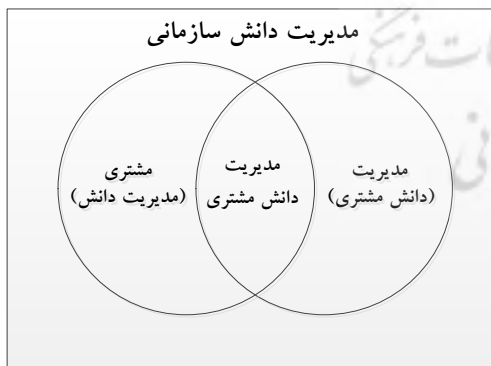 مدیریت دانش سازمانی
مدیریت
(دانش مشتری)
مدیریت
دانش مشتری
مشتری
(مدیریت دانش)